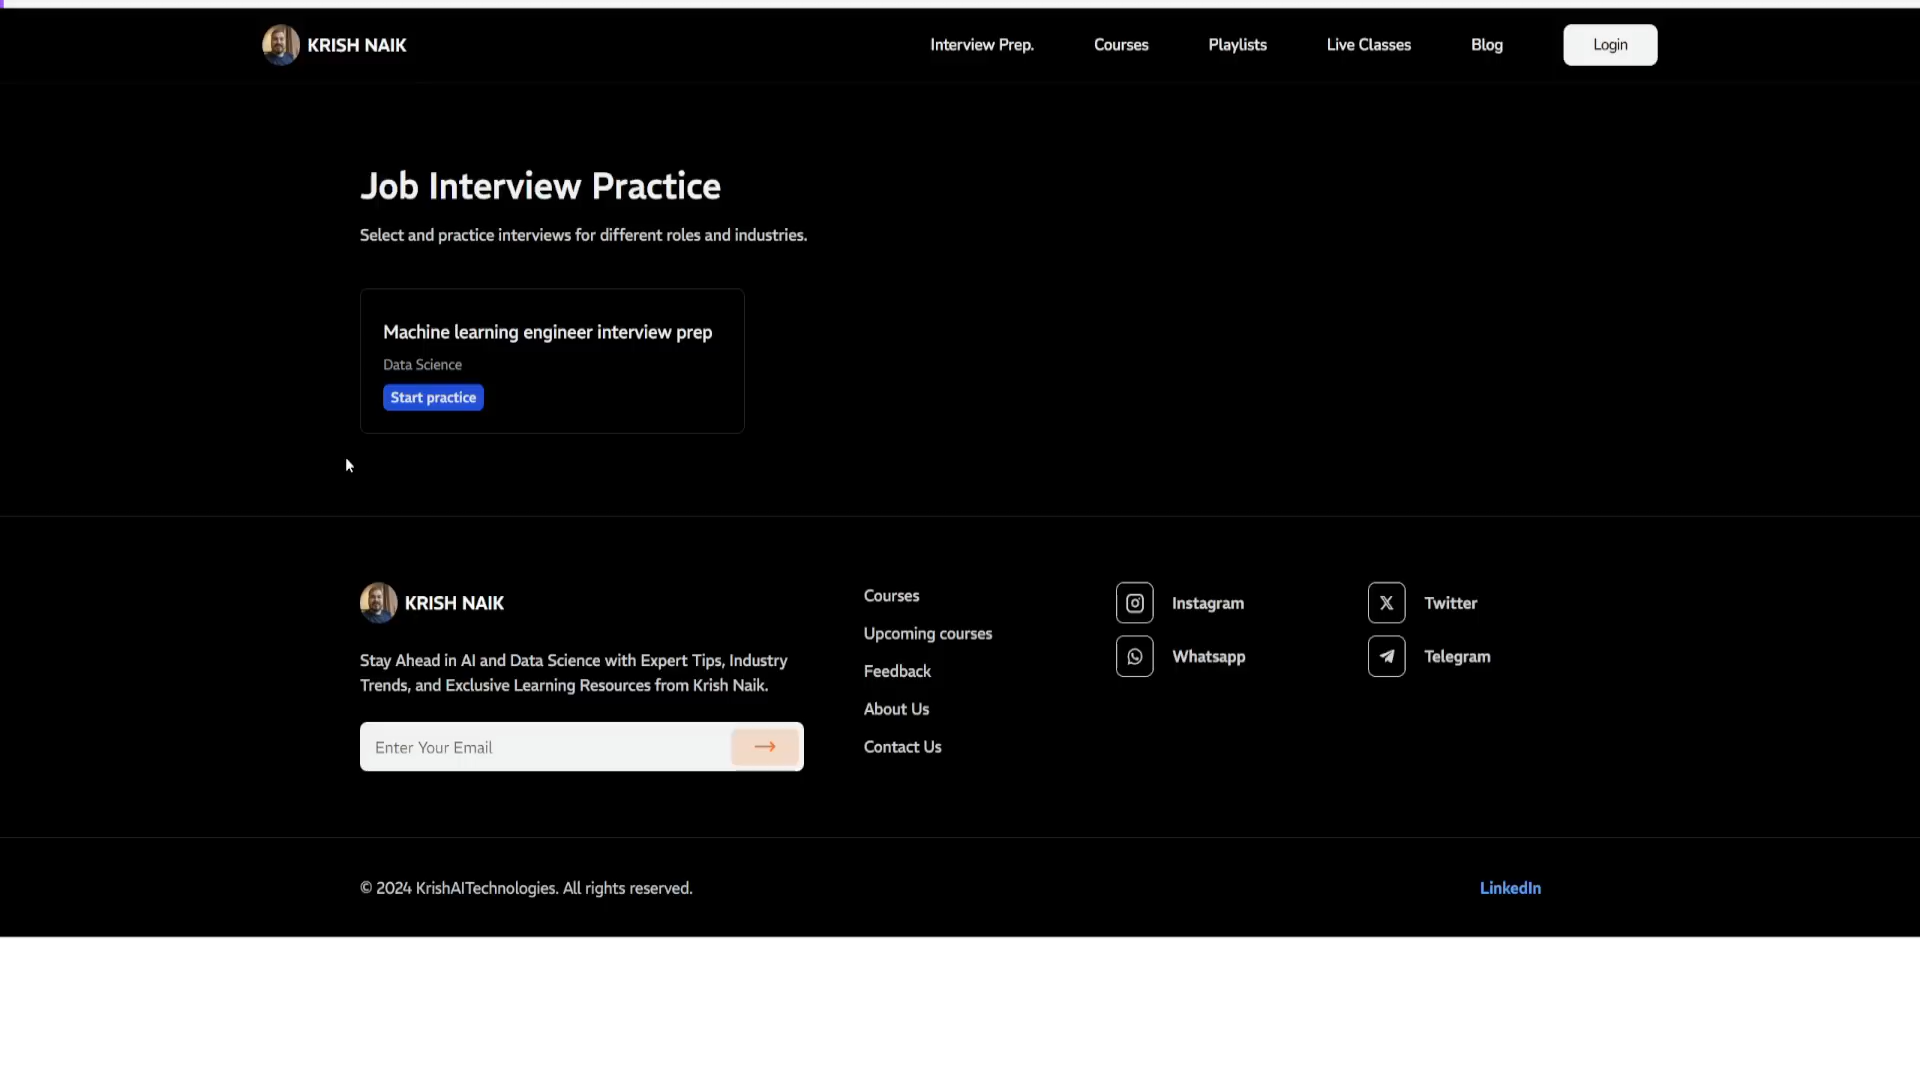 KRISH NAIK
Interview Prep.
Courses
Playlists
Live Classes
Blog
Login
Job Interview Practice
Select and practice interviews for different roles and industries.
Machine learning engineer interview prep
Data Science
Start practice
KRISH NAIK
Stay Ahead in AI and Data Science with Expert Tips, Industry
Trends, and Exclusive Learning Resources from Krish Naik.
Enter Your Email
Courses
Upcoming courses
Feedback
About Us
Contact Us
Instagram
Whatsapp
Twitter
Telegram
© 2024 KrishAITechnologies. All rights reserved.
LinkedIn